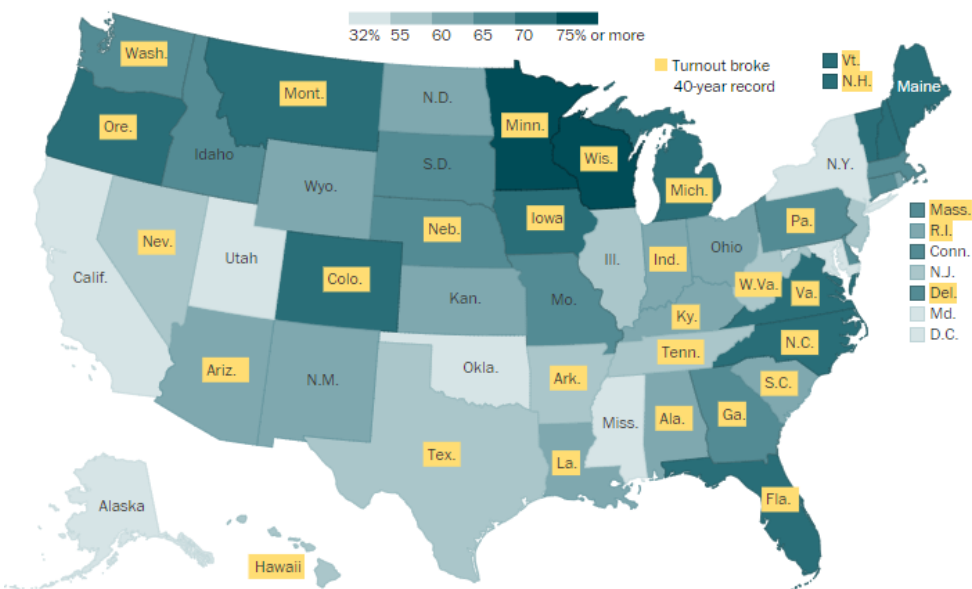 32% 55 60 65 70 75% or more
Turnout broke
40-year record
Vt.
N.H.
Maine
Wash.
Mont.
N.D.
Minn.
Ore.
Idaho
S.D.
Wis.
Mich.
N.Y.
Wyo.
Iowa
Pa.
Mass.
R.I.
Conn.
N.J.
Del.
Md.
D.C.
Nev.
Utah
Neb.
Calif.
Colo.
Kan.
Mo.
Ill.
Ind.
Ohio
W.Va.
Va.
Ky.
N.C.
Tenn.
Ariz.
N.M.
Okla.
Ark.
S.C.
Miss.
Ala.
Ga.
Tex.
La.
Fla.
Alaska
Hawaii